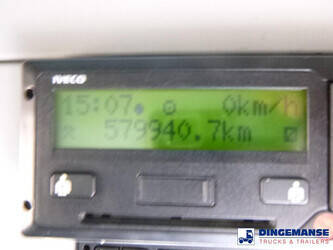 IVECO
15:07 0km/h
579940.7km
DINGEMANSE
TRUCKS & TRAILERS